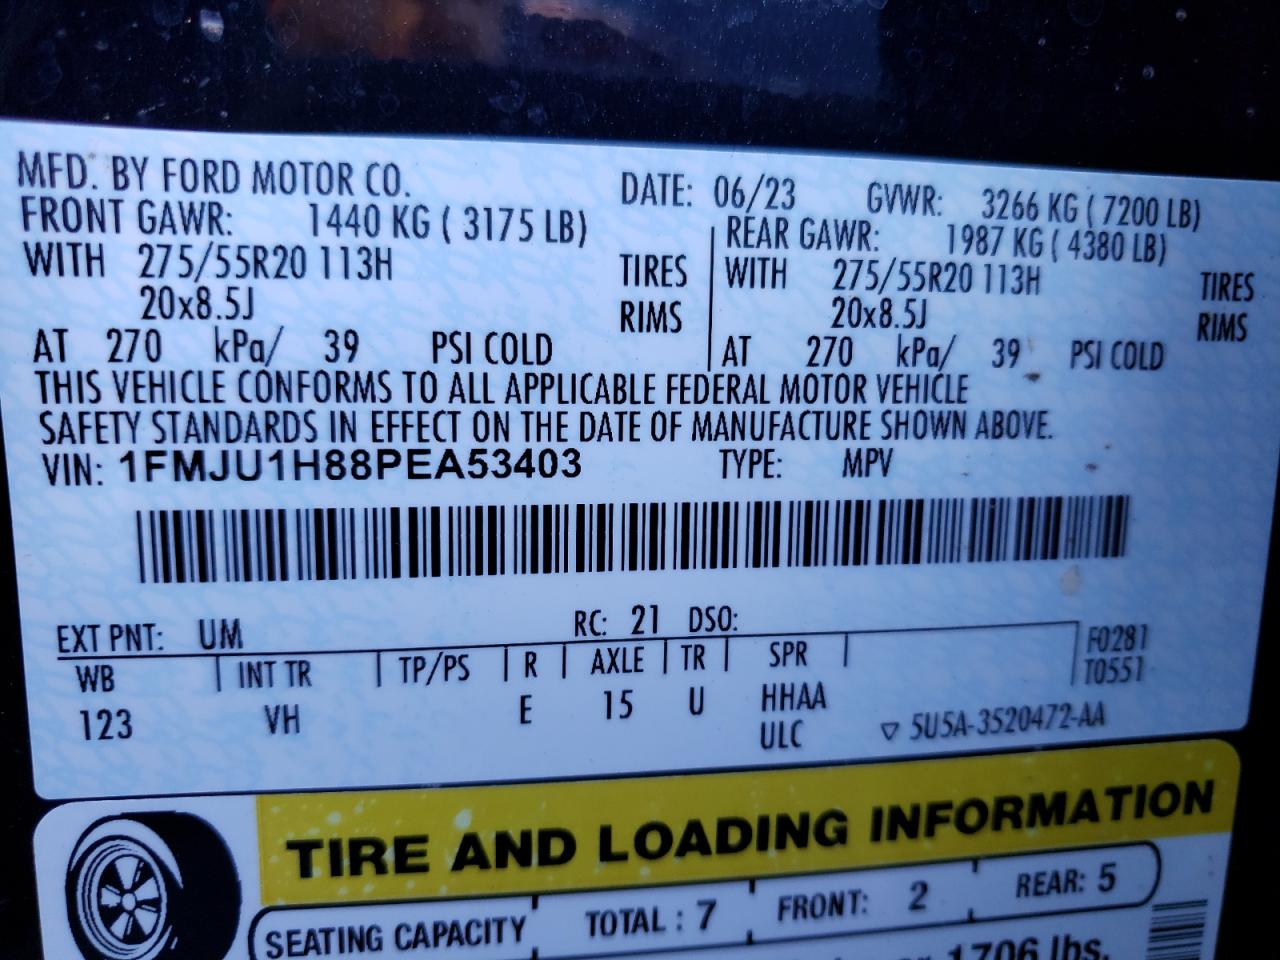 MFD. BY FORD MOTOR CO. DATE: 06/23 GVWR: 3266 KG ( 7200 LB)
FRONT GAWR: 1440 KG ( 3175 LB) REAR GAWR: 1987 KG ( 4380 LB)
WITH 275/55R20 113H TIRES WITH 275/55R20 113H TIRES
20x8.5J RIMS 20x8.5J RIMS
AT 270 kPa/ 39 PSI COLD AT 270 kPa/ 39 PSI COLD
THIS VEHICLE CONFORMS TO ALL APPLICABLE FEDERAL MOTOR VEHICLE
SAFETY STANDARDS IN EFFECT ON THE DATE OF MANUFACTURE SHOWN ABOVE.
VIN: 1FMJU1H88PEA53403 TYPE: MPV
EXT PNT: UM RC: 21 DSO: F0281
WB INT TR TP/PS R AXLE TR SPR T0551
123 VH E 15 U HHAA
ULC ▽ 5U5A-3520472-AA
TIRE AND LOADING INFORMATION
SEATING CAPACITY TOTAL : 7 FRONT: 2 REAR: 5
1706 lbs.